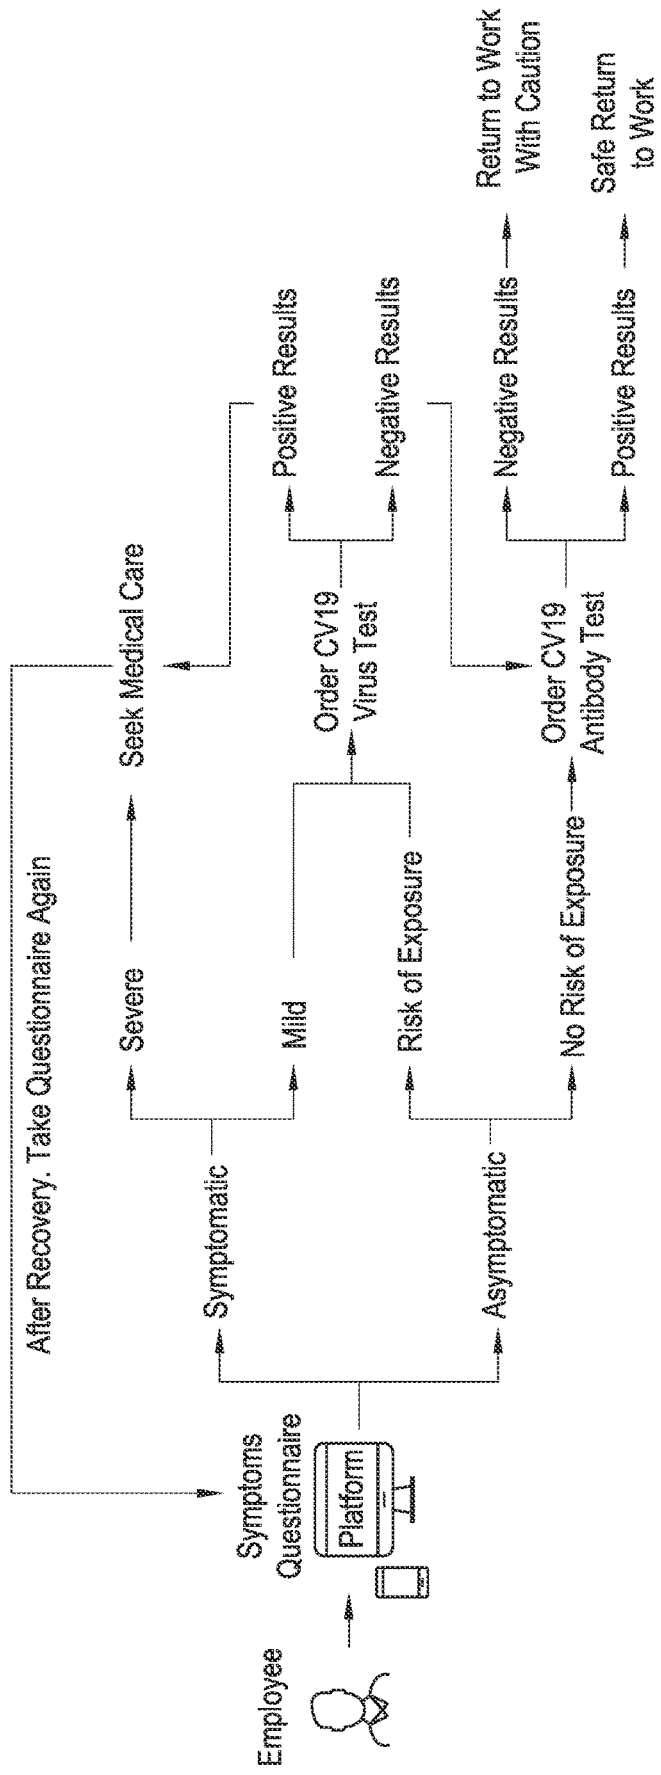 After Recovery. Take Questionnaire Again
Employee
Symptoms
Questionnaire
Platform
Symptomatic
Asymptomatic
Severe
Mild
Risk of Exposure
No Risk of Exposure
Seek Medical Care
Order CV19
Virus Test
Order CV19
Antibody Test
Positive Results
Negative Results
Negative Results
Positive Results
Return to Work
With Caution
Safe Return
to Work